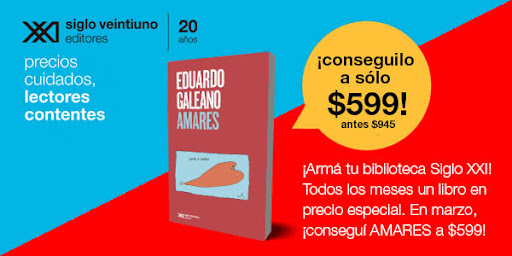 siglo veintiuno
editores
20
años
precios
cuidados,
lectores
contentes
EDUARDO
GALEANO
AMARES
¡conseguilo
a sólo
$599!
antes $945
¡Armá tu biblioteca Siglo XXI!
Todos los meses un libro en
precio especial. En marzo,
¡conseguí AMARES a $599!